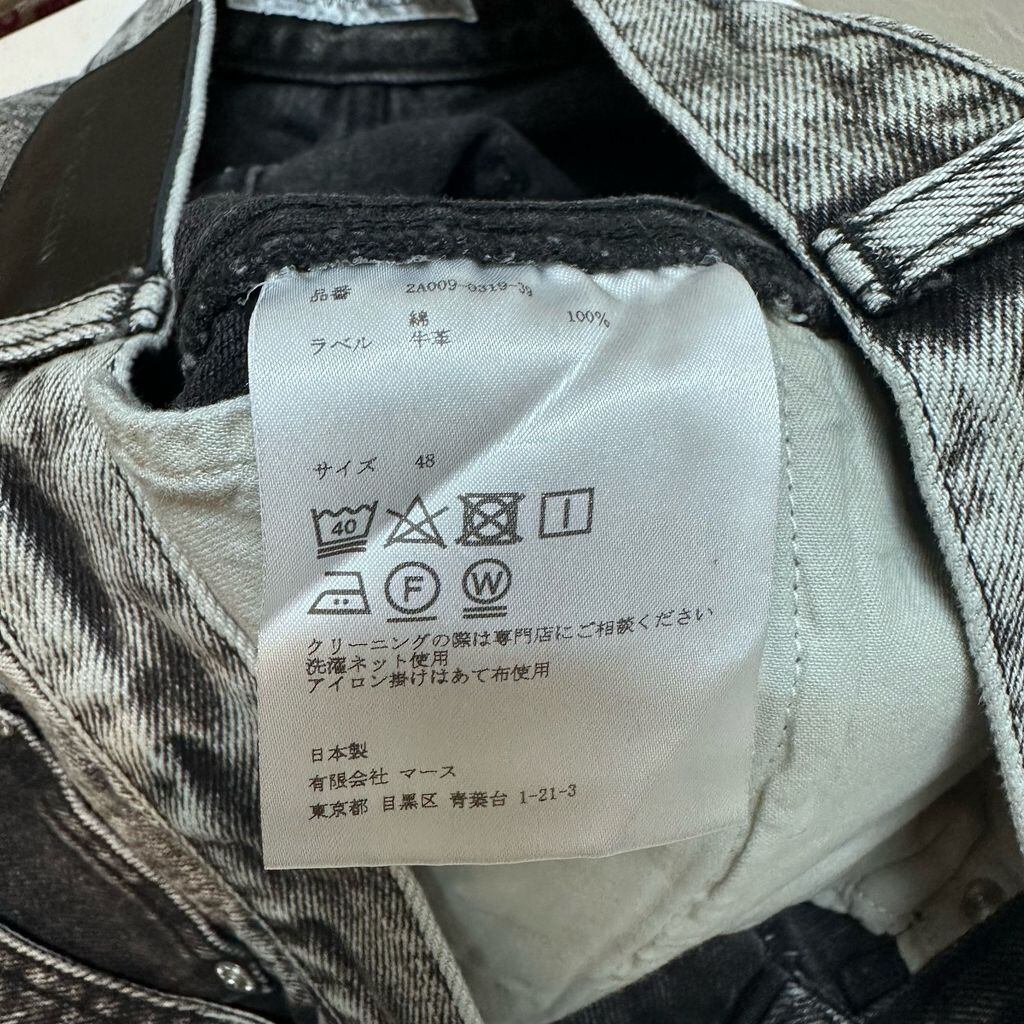 品番 2A009-0319-39
綿 100%
ラベル 牛革
サイズ 48
40
F W
クリーニングの際は専門店にご相談ください
洗濯ネット使用
アイロン掛けはあて布使用
日本製
有限会社 マース
東京都 目黒区 青葉台 1-21-3